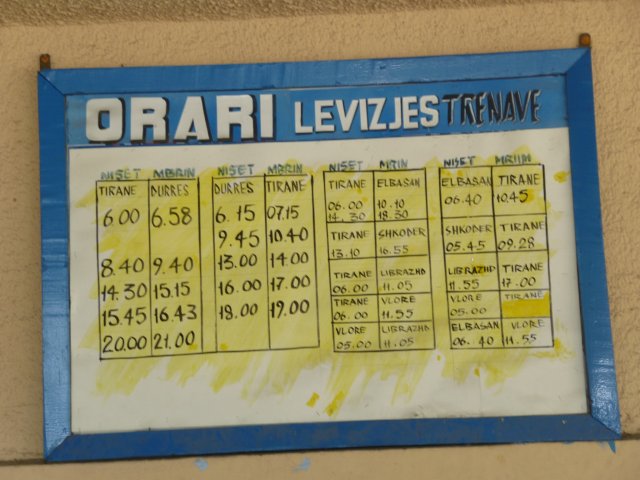 ORARI LEVIZJES TRENAVE
NISET MBRIN NISET MBRIN NISET MRIN NISET
TIRANE DURRES
6.00 6.58
8.40 9.40
14.30 15.15
15.45 16.43
20.00 21.00
DURRES TIRANE
6.15 07.15
9.45 10.40
13.00 14.00
16.00 17.00
18.00 19.00
TIRANE ELBASAN
06.00 10.10
14.30 18.30
TIRANE SHKODER
13.10 16.55
TIRANE LIBRAZHD
06.00 11.05
TIRANE VLORE
06.00 11.55
VLORE LIBRAZHD
05.00 11.05
ELBASAN TIRANE
06.40 10.45
SHKODER TIRANE
05.45 09.28
LIBRAZHD TIRANE
11.55 17.00
VLORE TIRANE
05.00
ELBASAN VLORE
06.40 11.55